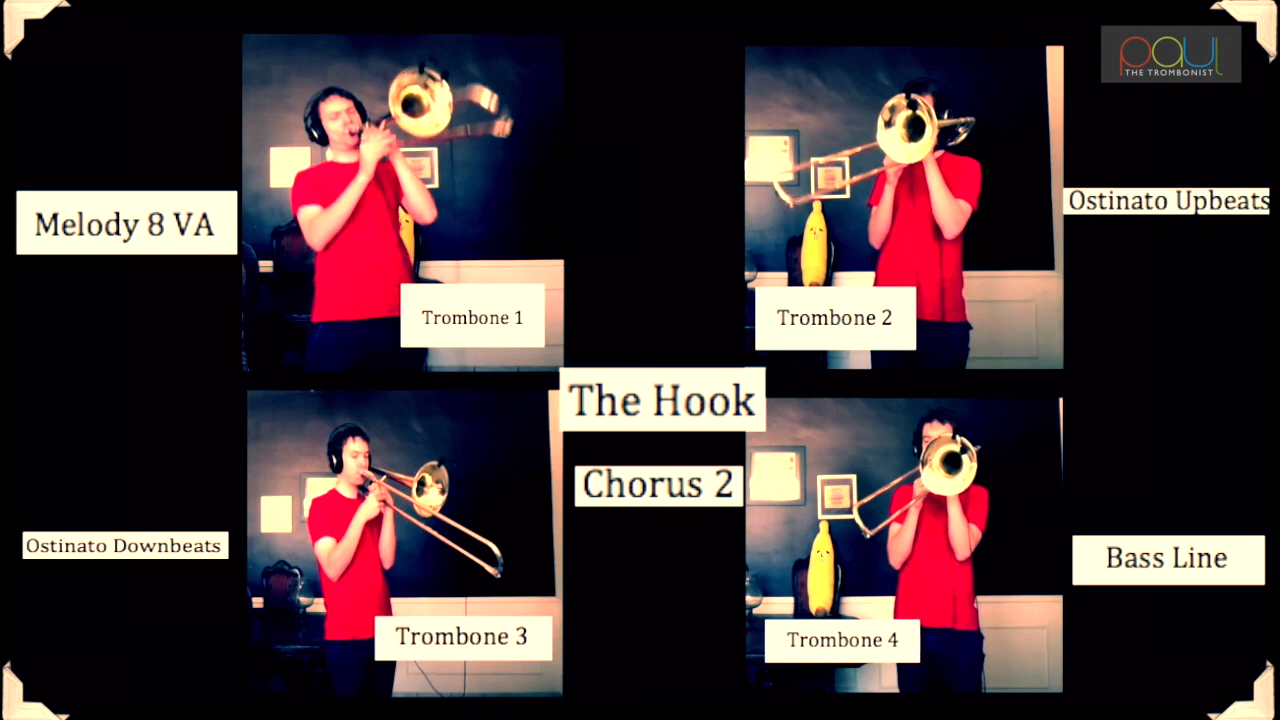 paul
THE TROMBONIST
Melody 8 VA
Ostinato Upbeats
Trombone 1
Trombone 2
The Hook
Chorus 2
Ostinato Downbeats
Bass Line
Trombone 3
Trombone 4